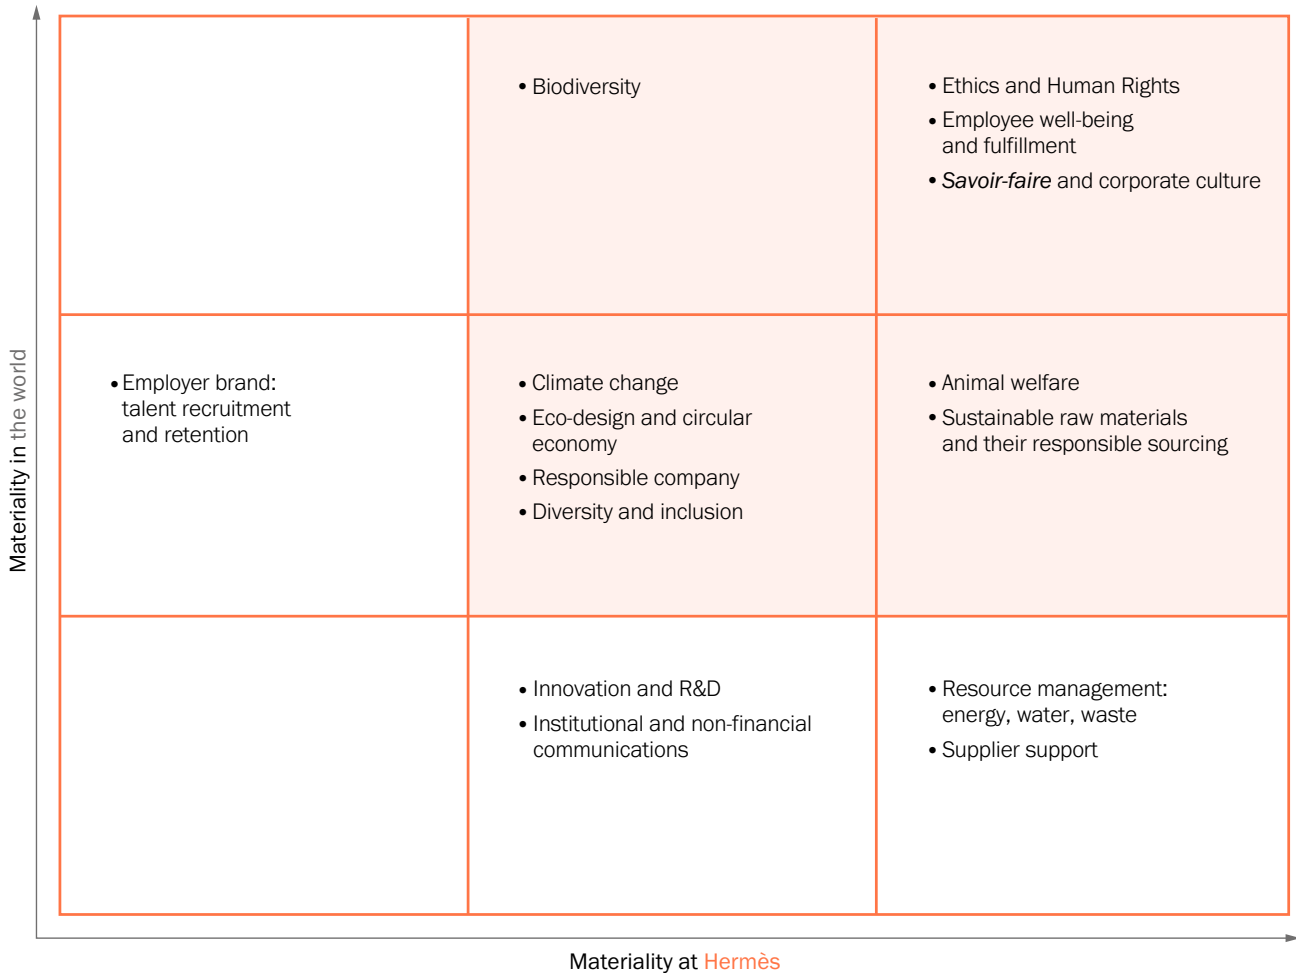 • Biodiversity
• Ethics and Human Rights
• Employee well-being
and fulfillment
• Savoir-faire and corporate culture
• Employer brand:
talent recruitment
and retention
• Climate change
• Eco-design and circular
economy
• Responsible company
• Diversity and inclusion
• Animal welfare
• Sustainable raw materials
and their responsible sourcing
• Innovation and R&D
• Institutional and non-financial
communications
• Resource management:
energy, water, waste
• Supplier support
Materiality in the world
Materiality at Hermès